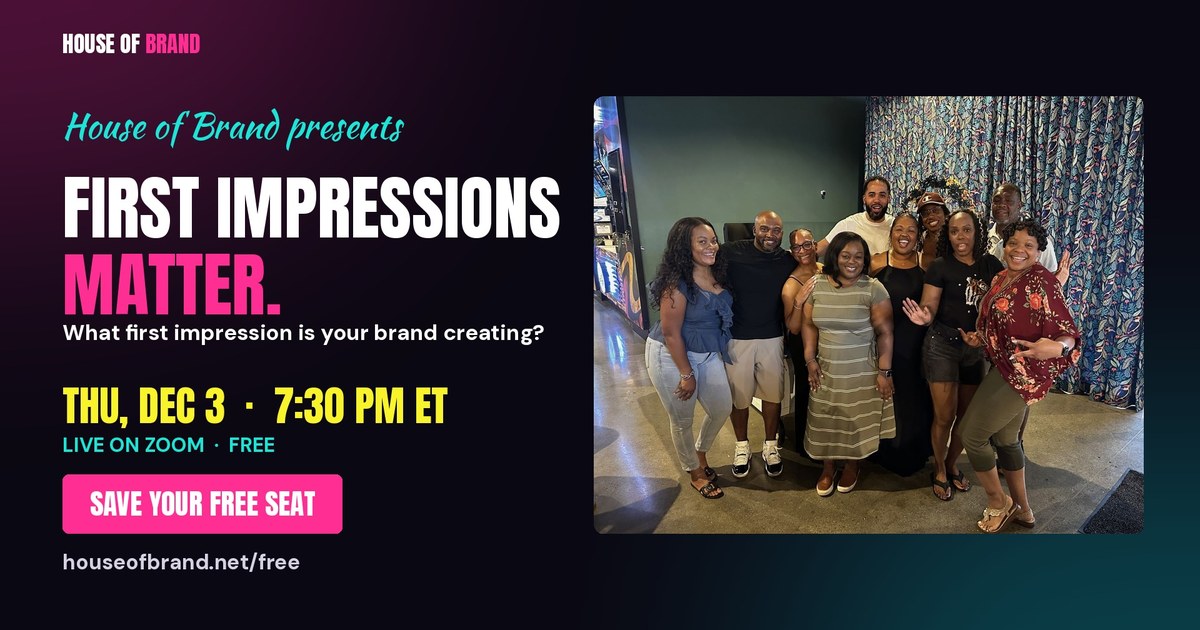 HOUSE OF BRAND
House of Brand presents
FIRST IMPRESSIONS
MATTER.
What first impression is your brand creating?
THU, DEC 3 · 7:30 PM ET
LIVE ON ZOOM · FREE
SAVE YOUR FREE SEAT
houseofbrand.net/free